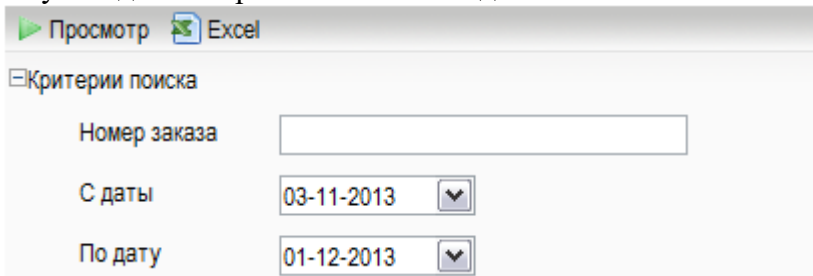 Просмотр Excel
Критерии поиска
Номер заказа
С даты 03-11-2013
По дату 01-12-2013